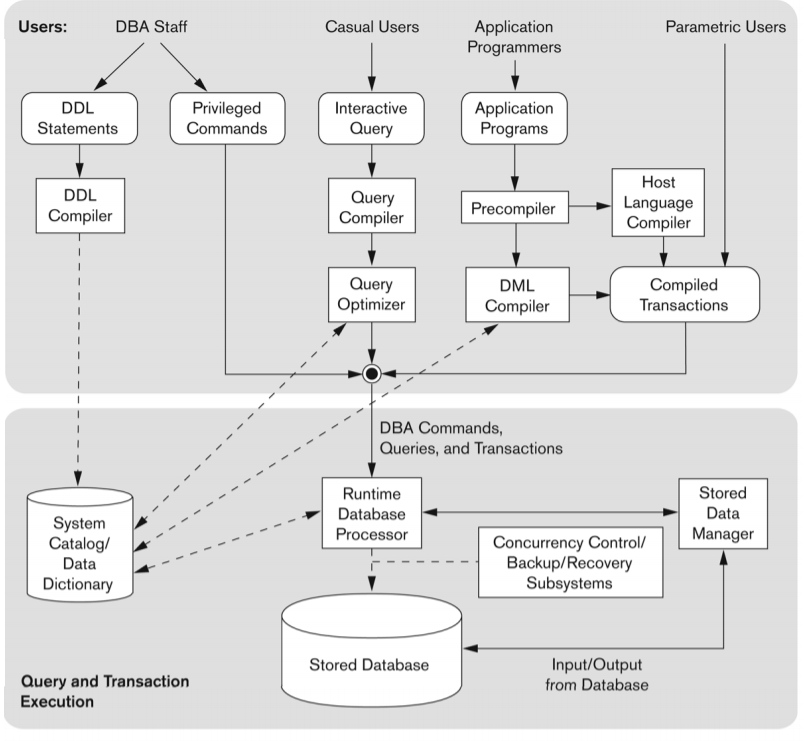 Users:
DBA Staff
Casual Users
Application
Programmers
Parametric Users
DDL
Statements
Privileged
Commands
Interactive
Query
Application
Programs
DDL
Compiler
Query
Compiler
Precompiler
Host
Language
Compiler
Query
Optimizer
DML
Compiler
Compiled
Transactions
DBA Commands,
Queries, and Transactions
System
Catalog/
Data
Dictionary
Runtime
Database
Processor
Stored
Data
Manager
Concurrency Control/
Backup/Recovery
Subsystems
Stored Database
Input/Output
from Database
Query and Transaction
Execution